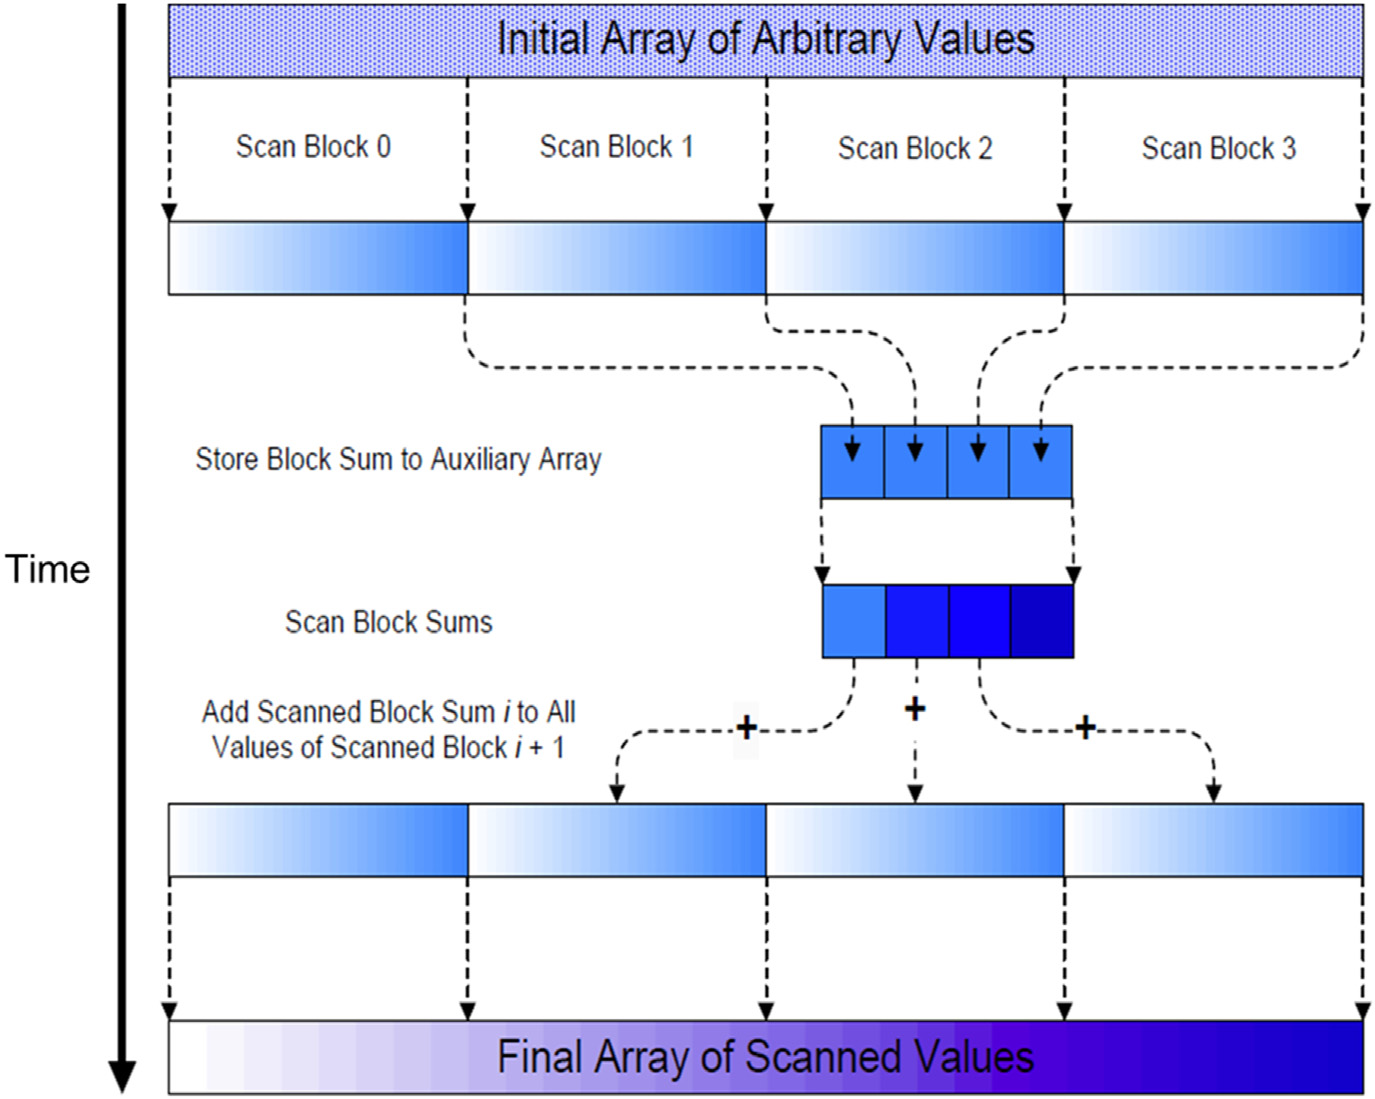 Initial Array of Arbitrary Values
Scan Block 0
Scan Block 1
Scan Block 2
Scan Block 3
Store Block Sum to Auxiliary Array
Time
Scan Block Sums
Add Scanned Block Sum i to All
Values of Scanned Block i + 1
+
+
+
Final Array of Scanned Values